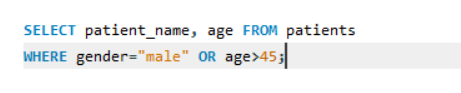 SELECT patient_name, age FROM patients
WHERE gender="male" OR age>45;